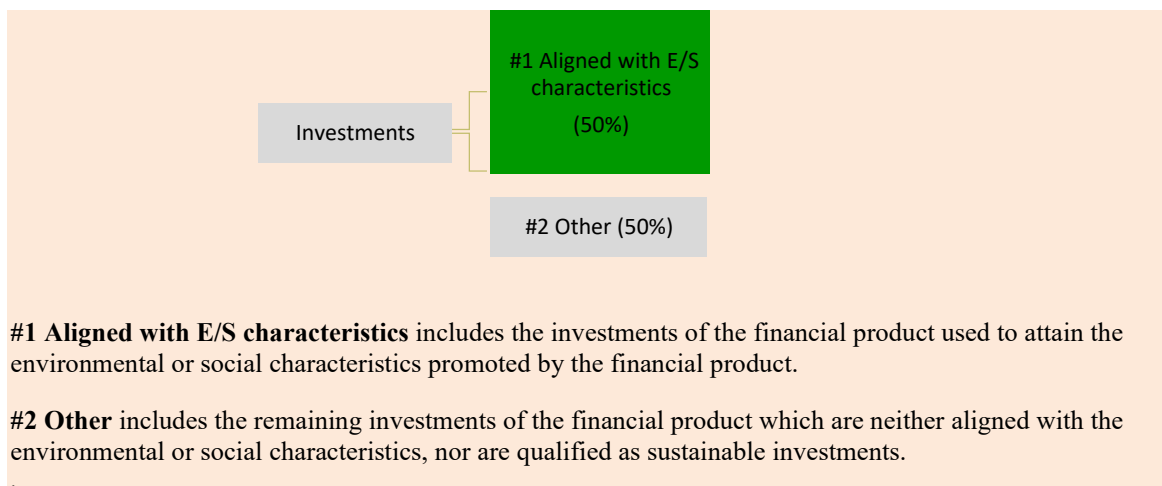 #1 Aligned with E/S
characteristics
(50%)
Investments
#2 Other (50%)
#1 Aligned with E/S characteristics includes the investments of the financial product used to attain the
environmental or social characteristics promoted by the financial product.
#2 Other includes the remaining investments of the financial product which are neither aligned with the
environmental or social characteristics, nor are qualified as sustainable investments.